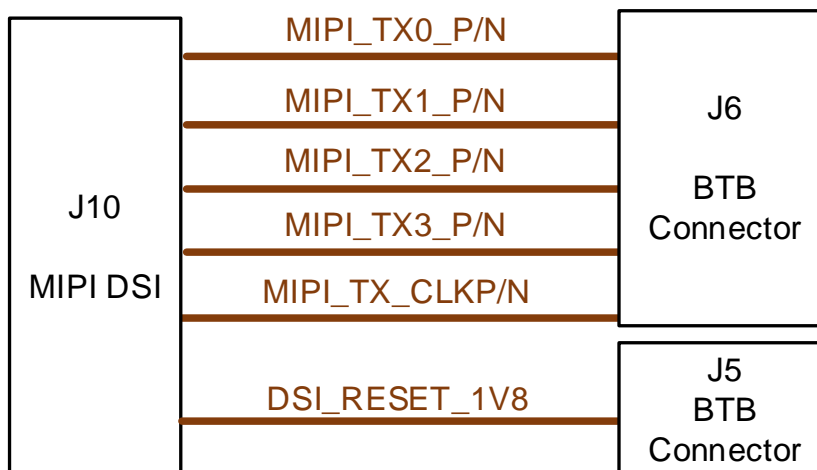 MIPI_TX0_P/N
MIPI_TX1_P/N
MIPI_TX2_P/N
MIPI_TX3_P/N
MIPI_TX_CLKP/N
DSI_RESET_1V8
J10
MIPI DSI
J6
BTB
Connector
J5
BTB
Connector